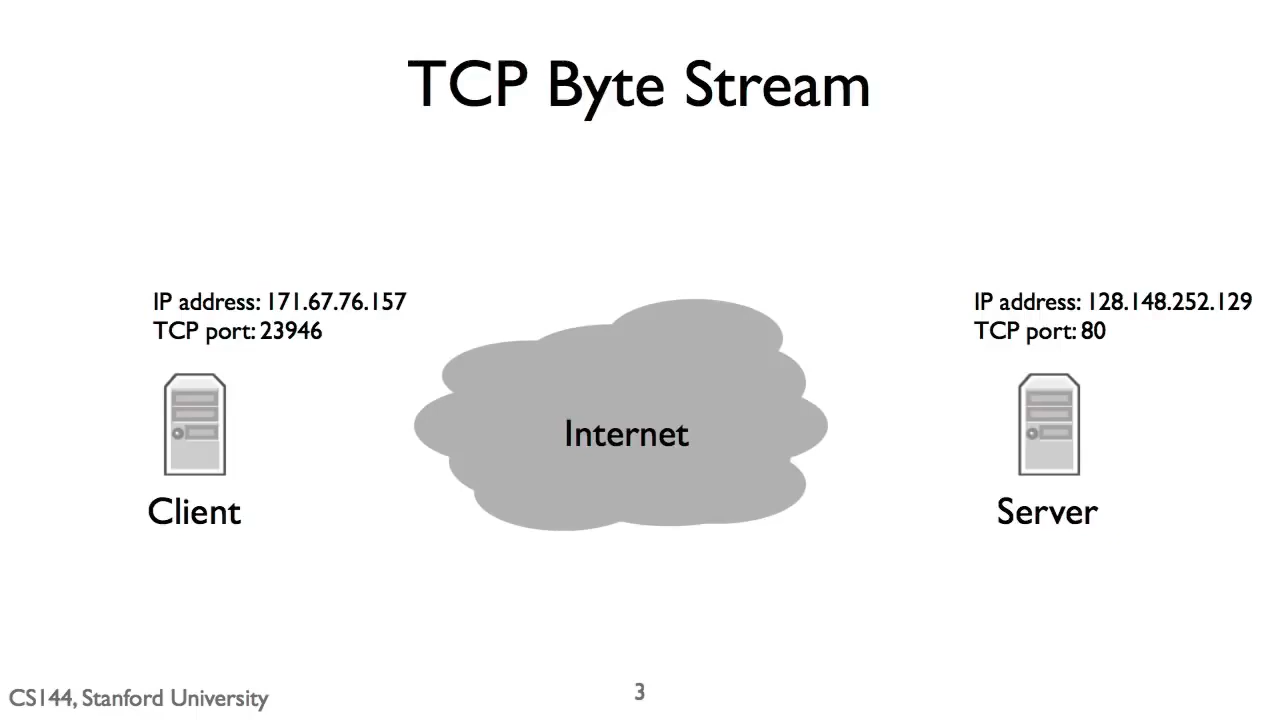 TCP Byte Stream
IP address: 171.67.76.157
TCP port: 23946
IP address: 128.148.252.129
TCP port: 80
Internet
Client
Server
CS144, Stanford University
3